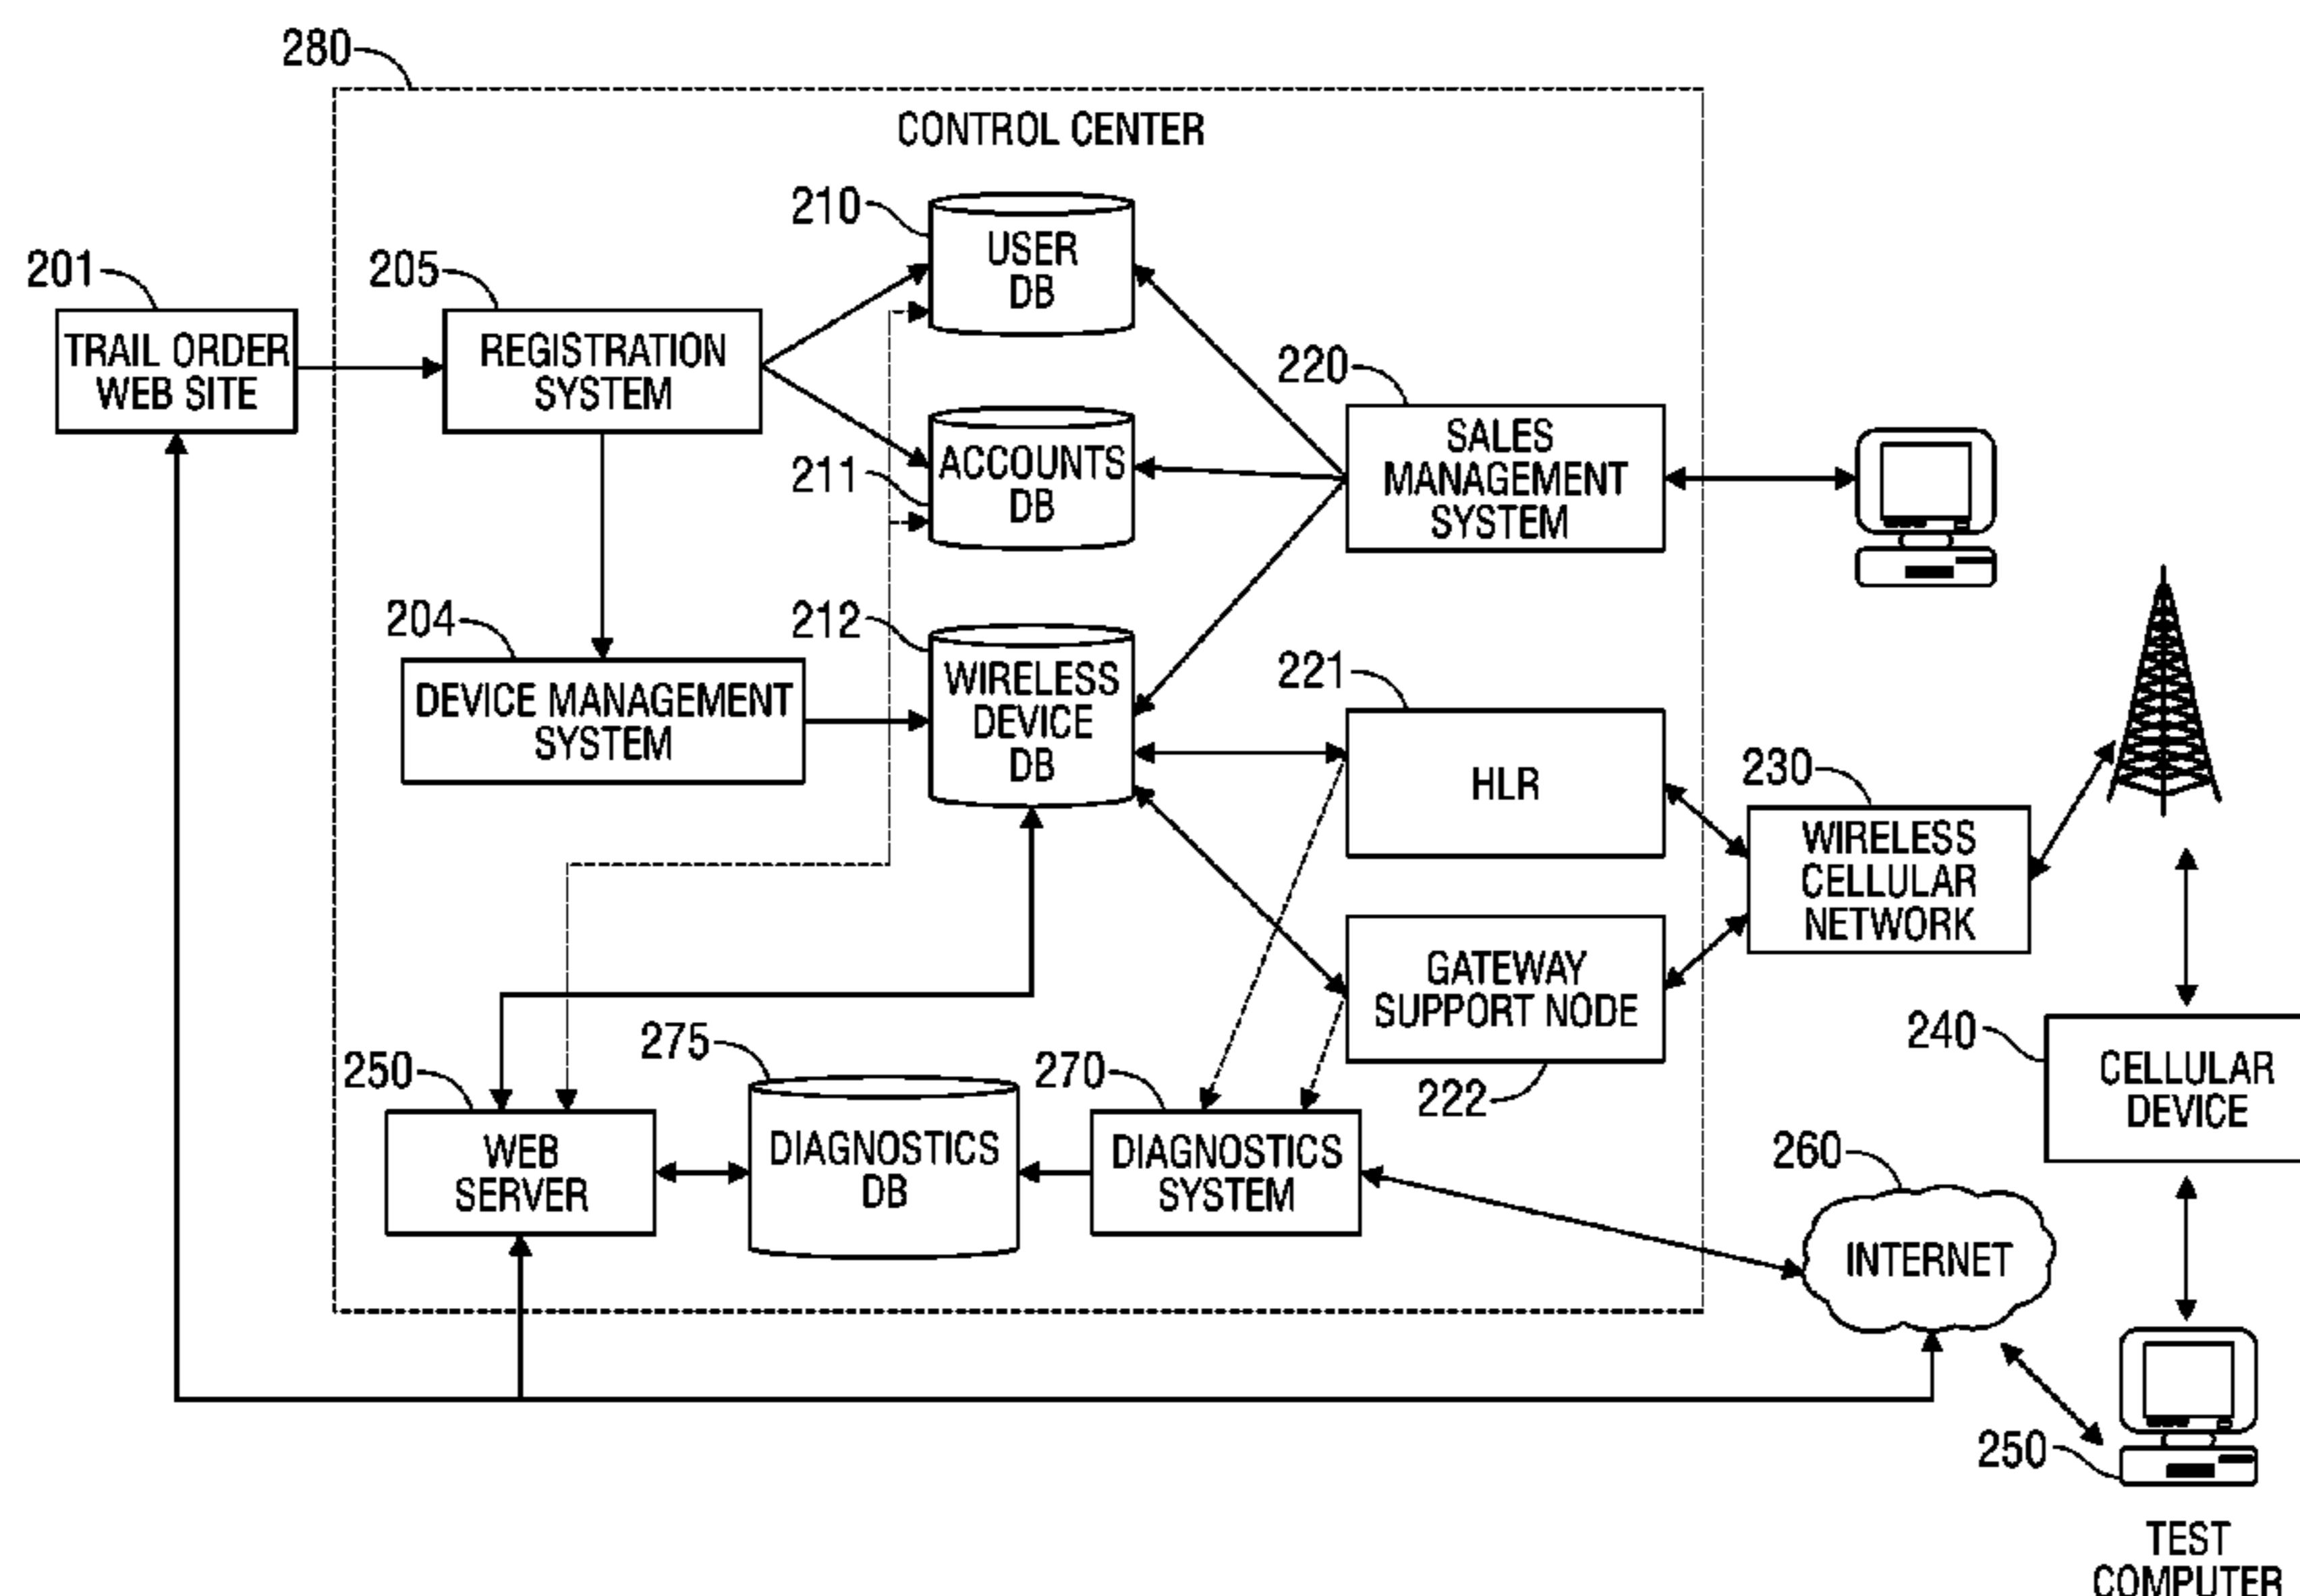 280
CONTROL CENTER
210
USER
DB
201
TRAIL ORDER
WEB SITE
205
REGISTRATION
SYSTEM
220
SALES
MANAGEMENT
SYSTEM
211
ACCOUNTS
DB
204
DEVICE MANAGEMENT
SYSTEM
212
WIRELESS
DEVICE
DB
221
HLR
230
WIRELESS
CELLULAR
NETWORK
GATEWAY
SUPPORT NODE
222
240
CELLULAR
DEVICE
250
WEB
SERVER
275
DIAGNOSTICS
DB
270
DIAGNOSTICS
SYSTEM
260
INTERNET
250
TEST
COMPUTER